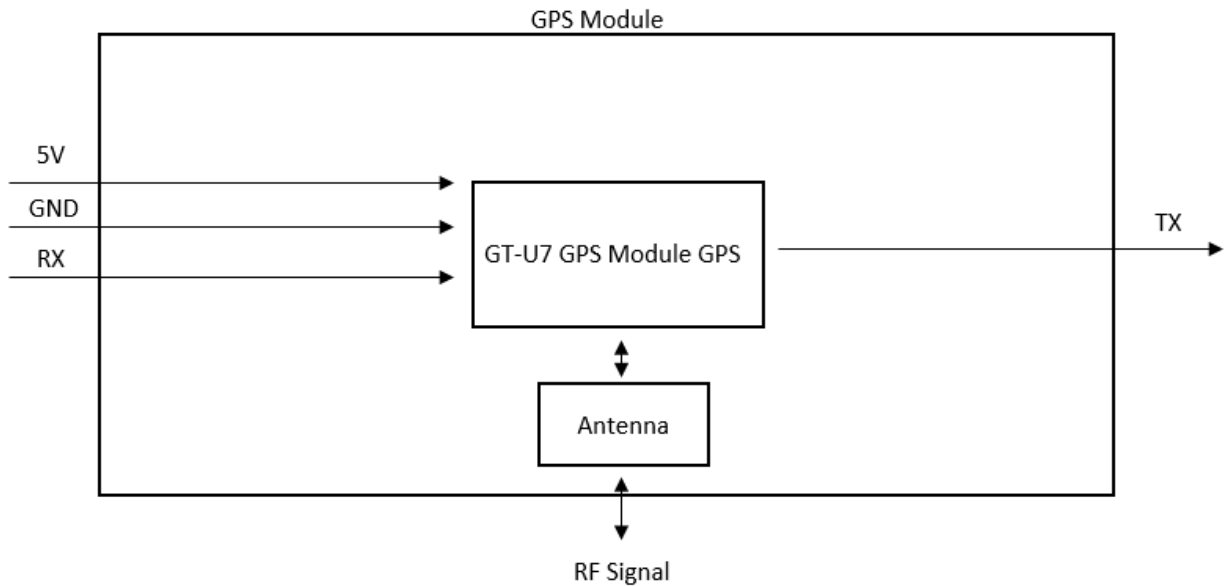 GPS Module
5V
GND
RX
GT-U7 GPS Module GPS
TX
Antenna
RF Signal